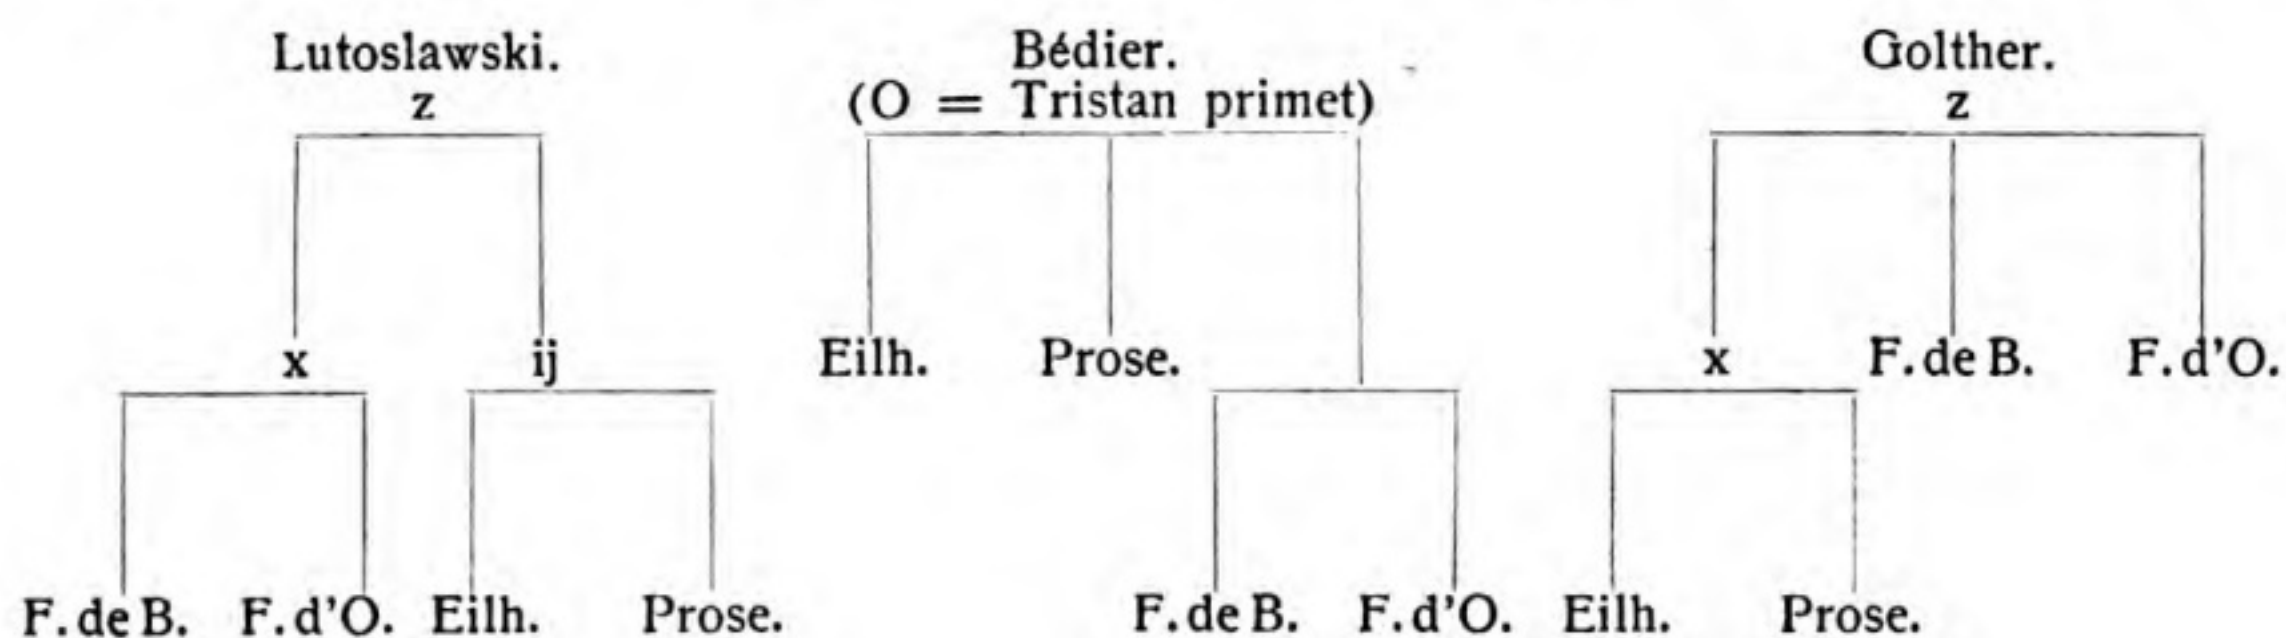 Lutoslawski. Bédier. Golther.
z (O = Tristan primet) z
x ij Eilh. Prose. x F. de B. F. d'O.
F. de B. F. d'O. Eilh. Prose. F. de B. F. d'O. Eilh. Prose.